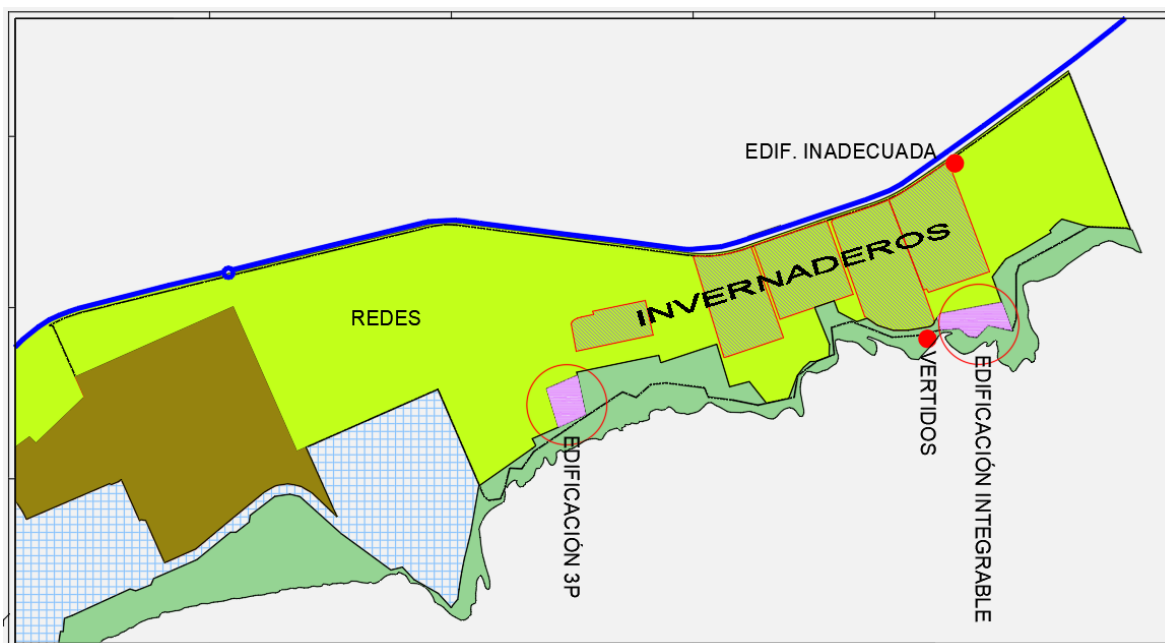 EDIF. INADECUADA
INVERNADEROS
REDES
VERTIDOS
EDIFICACIÓN INTEGRABLE
EDIFICACIÓN 3P